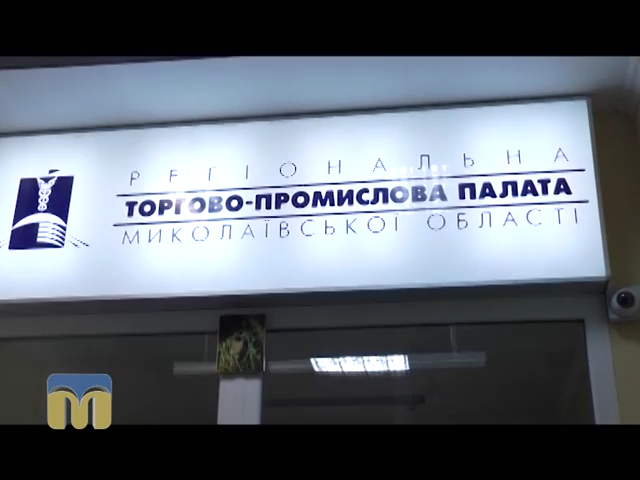 РЕГІОНАЛЬНА
ТОРГОВО-ПРОМИСЛОВА ПАЛАТА
МИКОЛАЇВСЬКОЇ ОБЛАСТІ
M